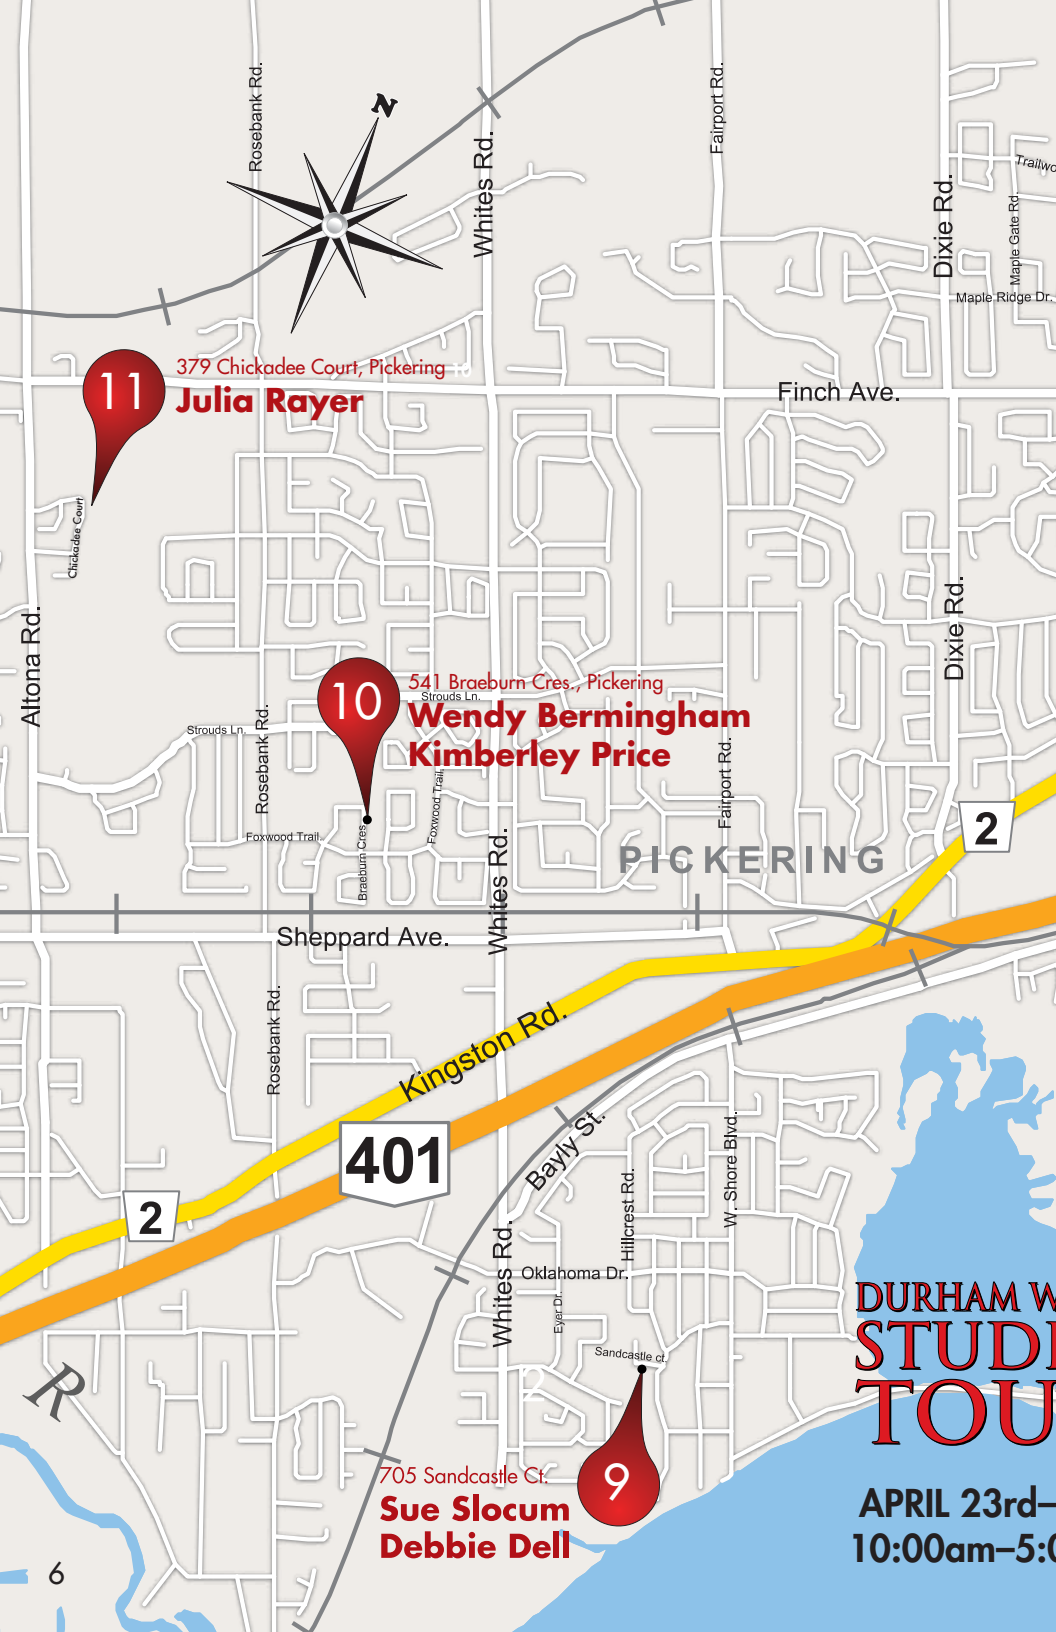 Rosebank Rd.
N
Whites Rd.
Fairport Rd.
Dixie Rd.
Maple Gate Rd.
Maple Ridge Dr.
11
379 Chickadee Court, Pickering
10
Julia Rayer
Finch Ave.
Chickadee Court
Altona Rd.
Dixie Rd.
10
541 Braeburn Cres., Pickering
Strouds Ln.
Wendy Bermingham
Kimberley Price
Strouds Ln.
Rosebank Rd.
Foxwood Trail.
Fairport Rd.
Foxwood Trail.
Braeburn Cres.
Whites Rd.
PICKERING
2
Sheppard Ave.
Rosebank Rd.
Kingston Rd.
401
Bayly St.
W. Shore Blvd.
Hillcrest Rd.
2
Whites Rd.
Oklahoma Dr.
Eyer Dr.
Sandcastle ct.
2
R
DURHAM W
STUDI
TOU
705 Sandcastle Ct.
9
Sue Slocum
Debbie Dell
APRIL 23rd–
10:00am–5:0
6